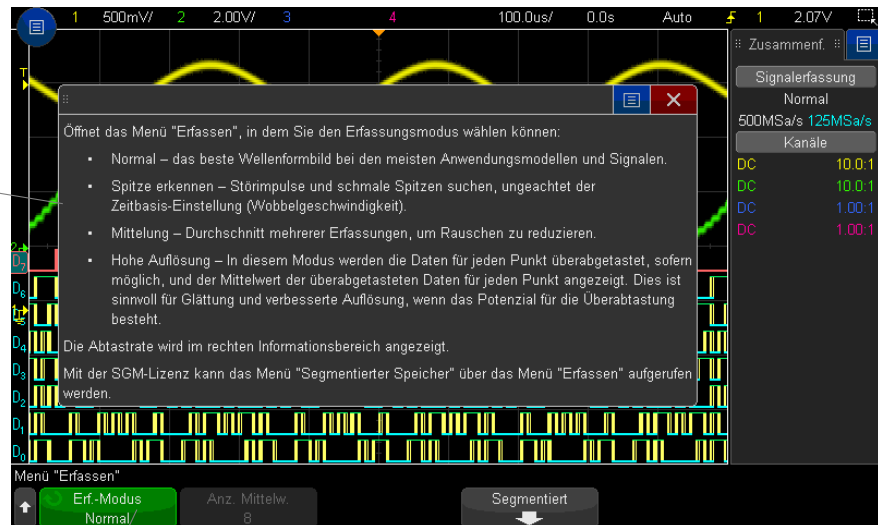 1 500mV/ 2 2.00V/ 3 4 100.0us/ 0.0s Auto 1 2.07V
Zusammenf.
T
Signalerfassung
Normal
500MSa/s 125MSa/s
Kanäle
DC 10.0:1
DC 10.0:1
DC 1.00:1
DC 1.00:1
Öffnet das Menü "Erfassen", in dem Sie den Erfassungsmodus wählen können:
• Normal – das beste Wellenformbild bei den meisten Anwendungsmodellen und Signalen.
• Spitze erkennen – Störimpulse und schmale Spitzen suchen, ungeachtet der
Zeitbasis-Einstellung (Wobbelgeschwindigkeit).
• Mittelung – Durchschnitt mehrerer Erfassungen, um Rauschen zu reduzieren.
• Hohe Auflösung – In diesem Modus werden die Daten für jeden Punkt überabgetastet, sofern
möglich, und der Mittelwert der überabgetasteten Daten für jeden Punkt angezeigt. Dies ist
sinnvoll für Glättung und verbesserte Auflösung, wenn das Potenzial für die Überabtastung
besteht.
Die Abtastrate wird im rechten Informationsbereich angezeigt.
Mit der SGM-Lizenz kann das Menü "Segmentierter Speicher" über das Menü "Erfassen" aufgerufen
werden.
2
D7
D6
D4
D3
D2
D1
D0
Menü "Erfassen"
Erf.-Modus
Normal
Anz. Mittelw.
8
Segmentiert